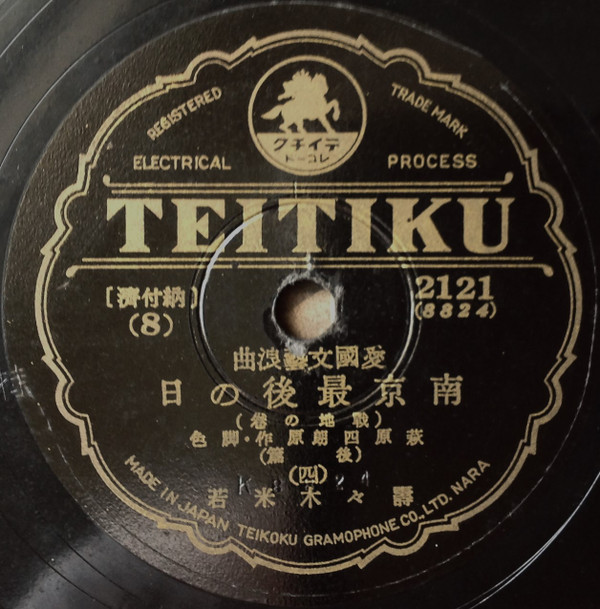 REGISTERED
TRADE MARK
クチイテ
トーコレ
ELECTRICAL
PROCESS
TEITIKU
[濟付納]
(8)
2121
(8824)
曲浪藝文國愛
日の後最京南
(巻の地戰)
色脚・作原朗四原萩
(篇後)
(四)
若米木々壽
MADE IN JAPAN TEIKOKU GRAMOPHONE CO., LTD. NARA